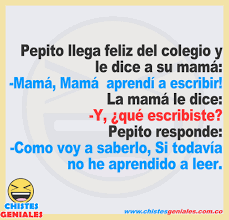 Pepito llega feliz del colegio y
le dice a su mamá:
-Mamá, Mamá aprendí a escribir!
La mamá le dice:
-Y, ¿qué escribiste?
Pepito responde:
-Como voy a saberlo, Si todavía
no he aprendido a leer.
CHISTES
GENIALES
www.chistesgeniales.com.co